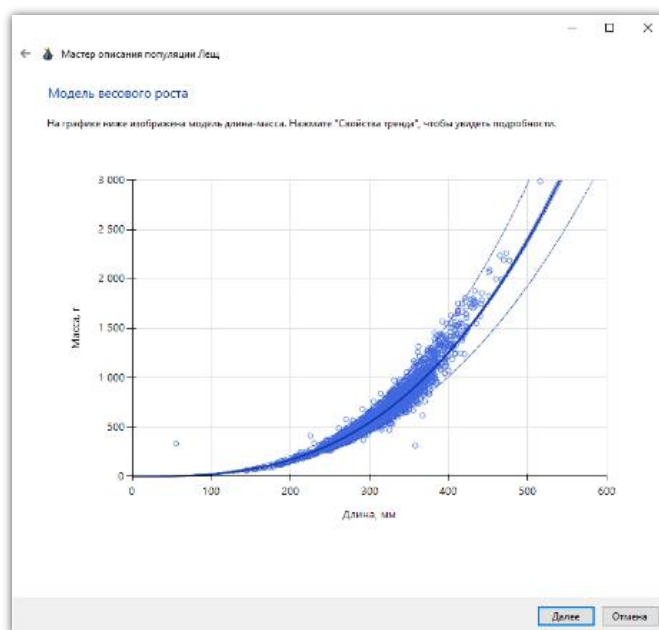 Мастер описания популяции Лещ
Модель весового роста
На графике ниже изображена модель длина-масса. Нажмите "Свойства тренда", чтобы увидеть подробности.
3 000
2 500
2 000
1 500
1 000
500
0
Масса, г
0 100 200 300 400 500 600
Длина, мм
Далее Отмена